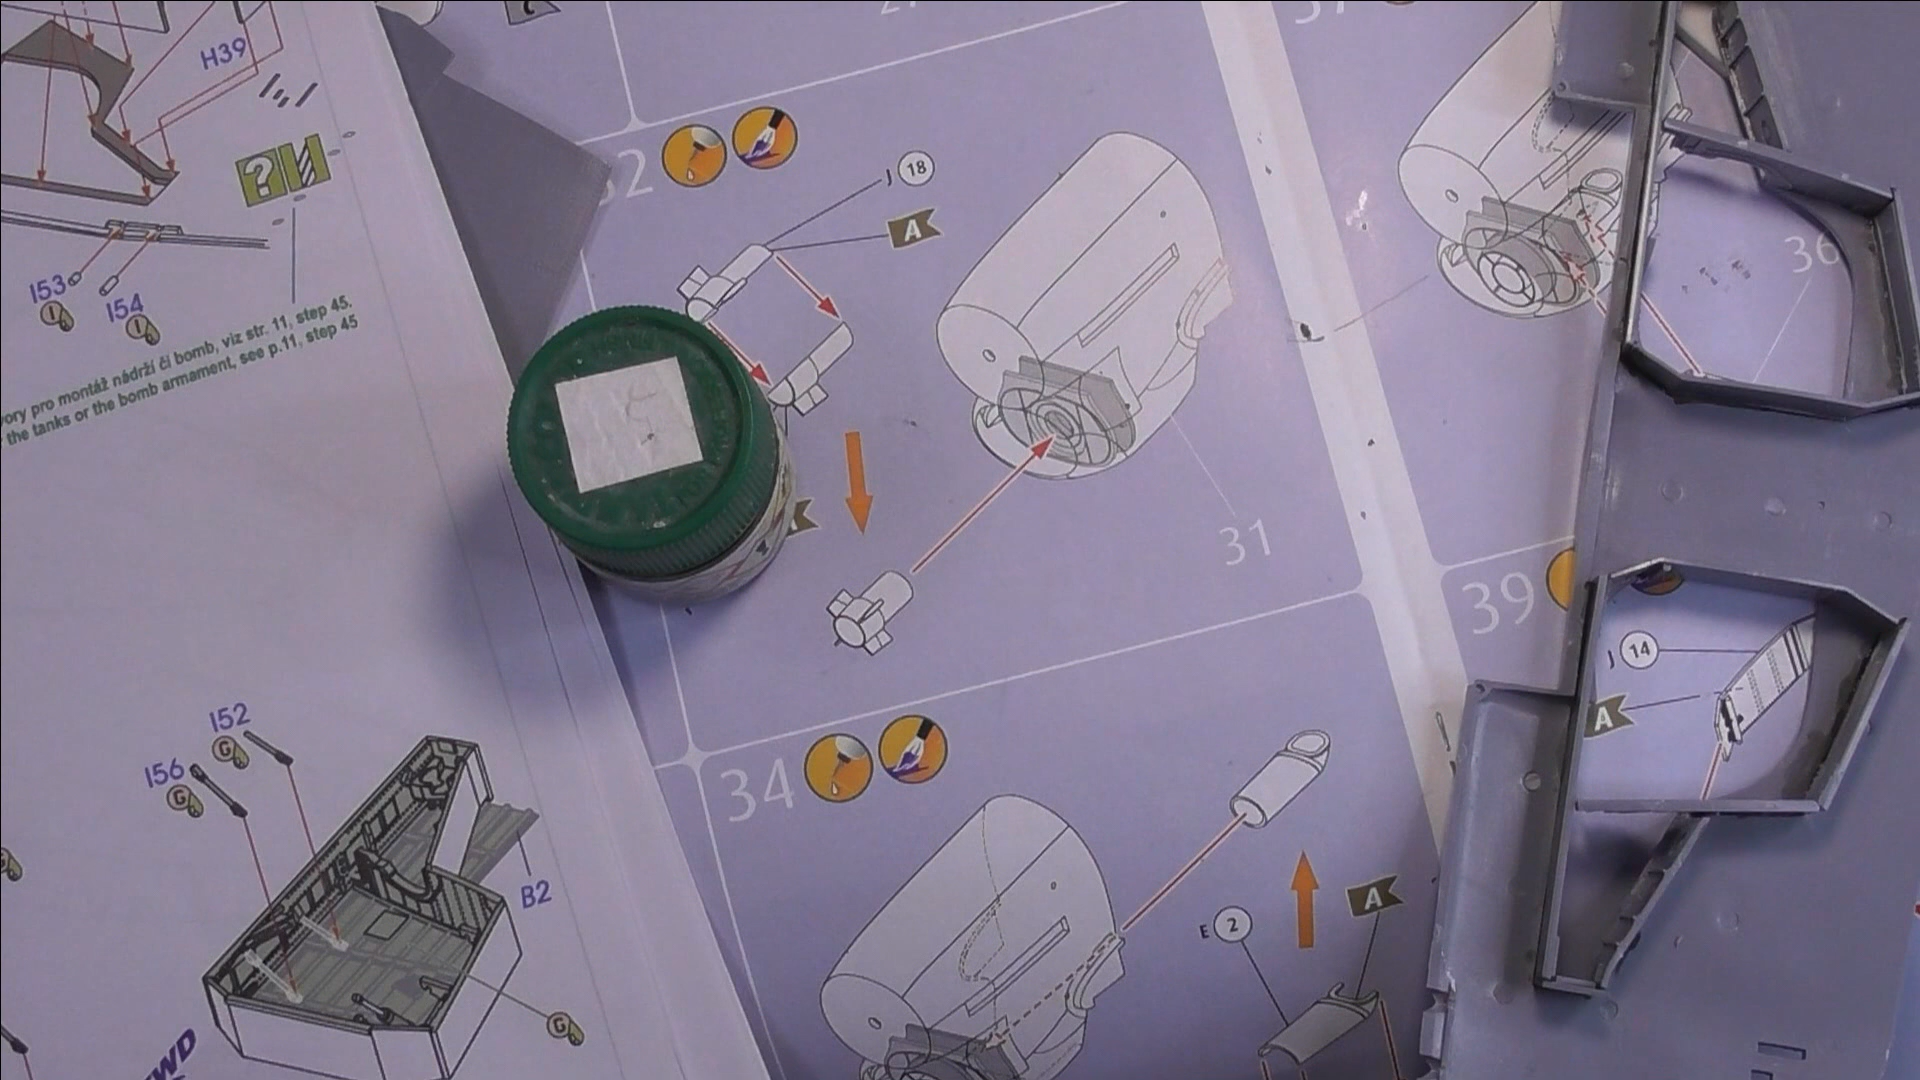 H39
?
I53
I
I54
I
pro montáž nádrží či bomb, viz str. 11, step 45.
the tanks or the bomb armament, see p.11, step 45
I52
G
I56
G
B2
G
J 18
A
31
34
E 2
A
36
39
J 14
A